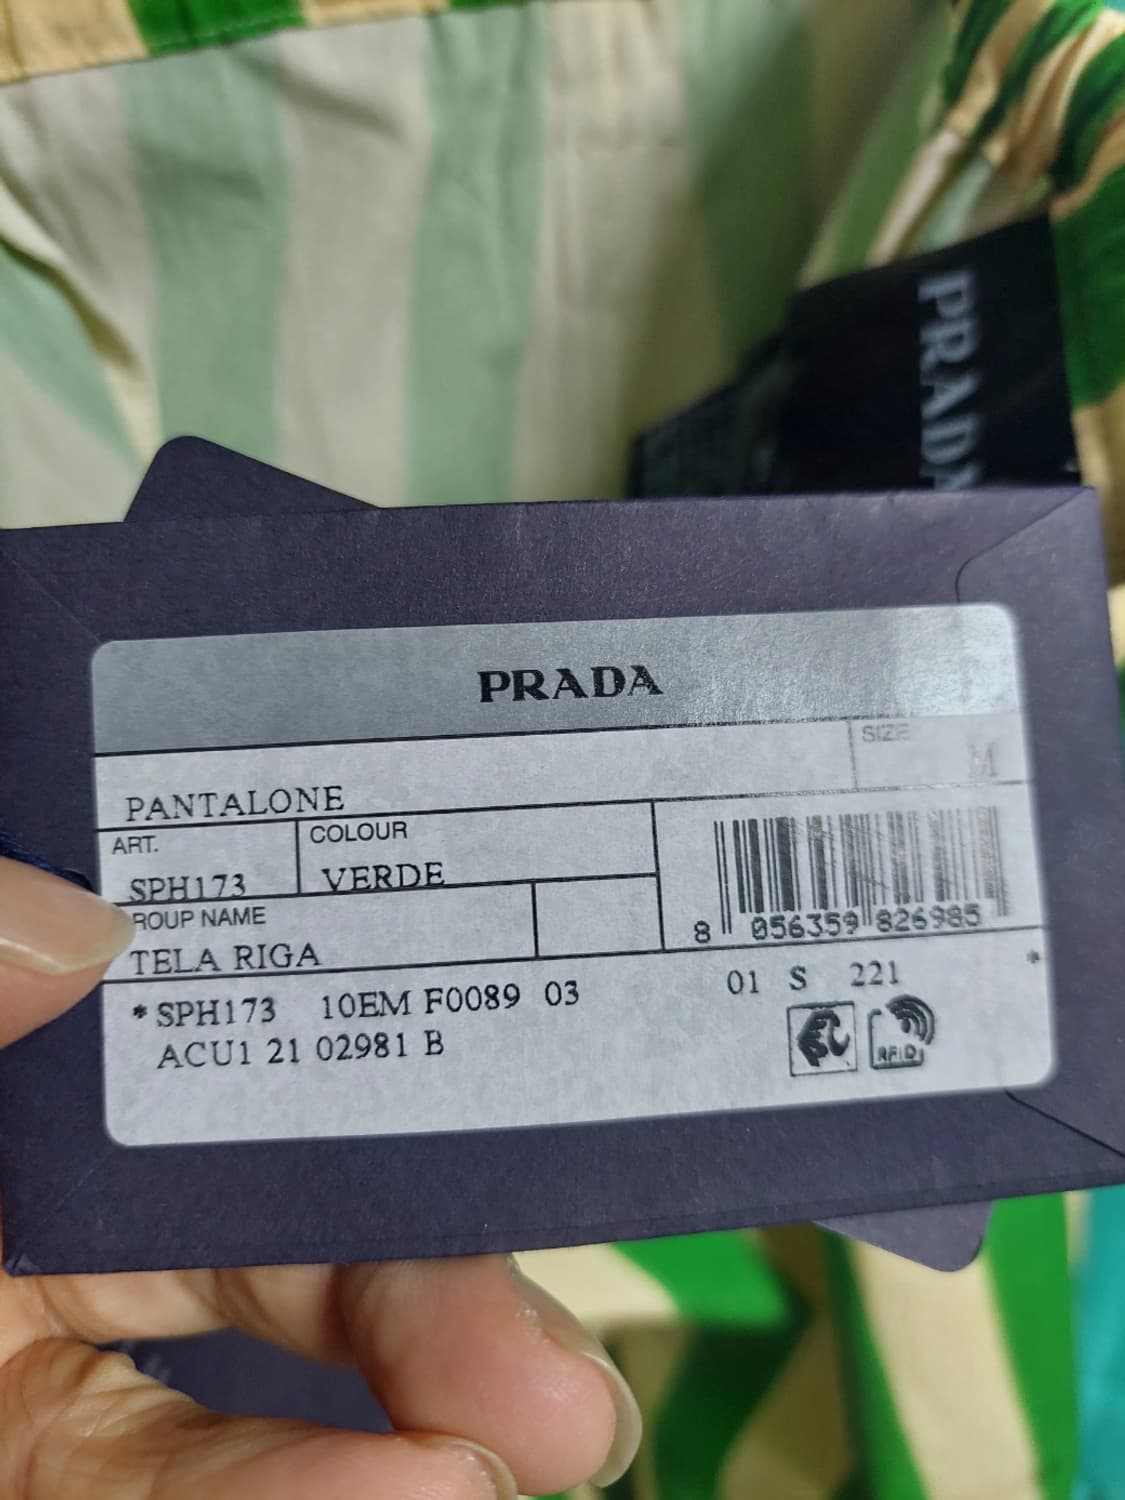 PRADA
PRADA
SIZE
M
PANTALONE
ART.
COLOUR
SPH173
VERDE
ROUP NAME
TELA RIGA
8 056359 826985
*SPH173 10EM F0089 03
01 S 221
*
ACU1 21 02981 B
RFiD